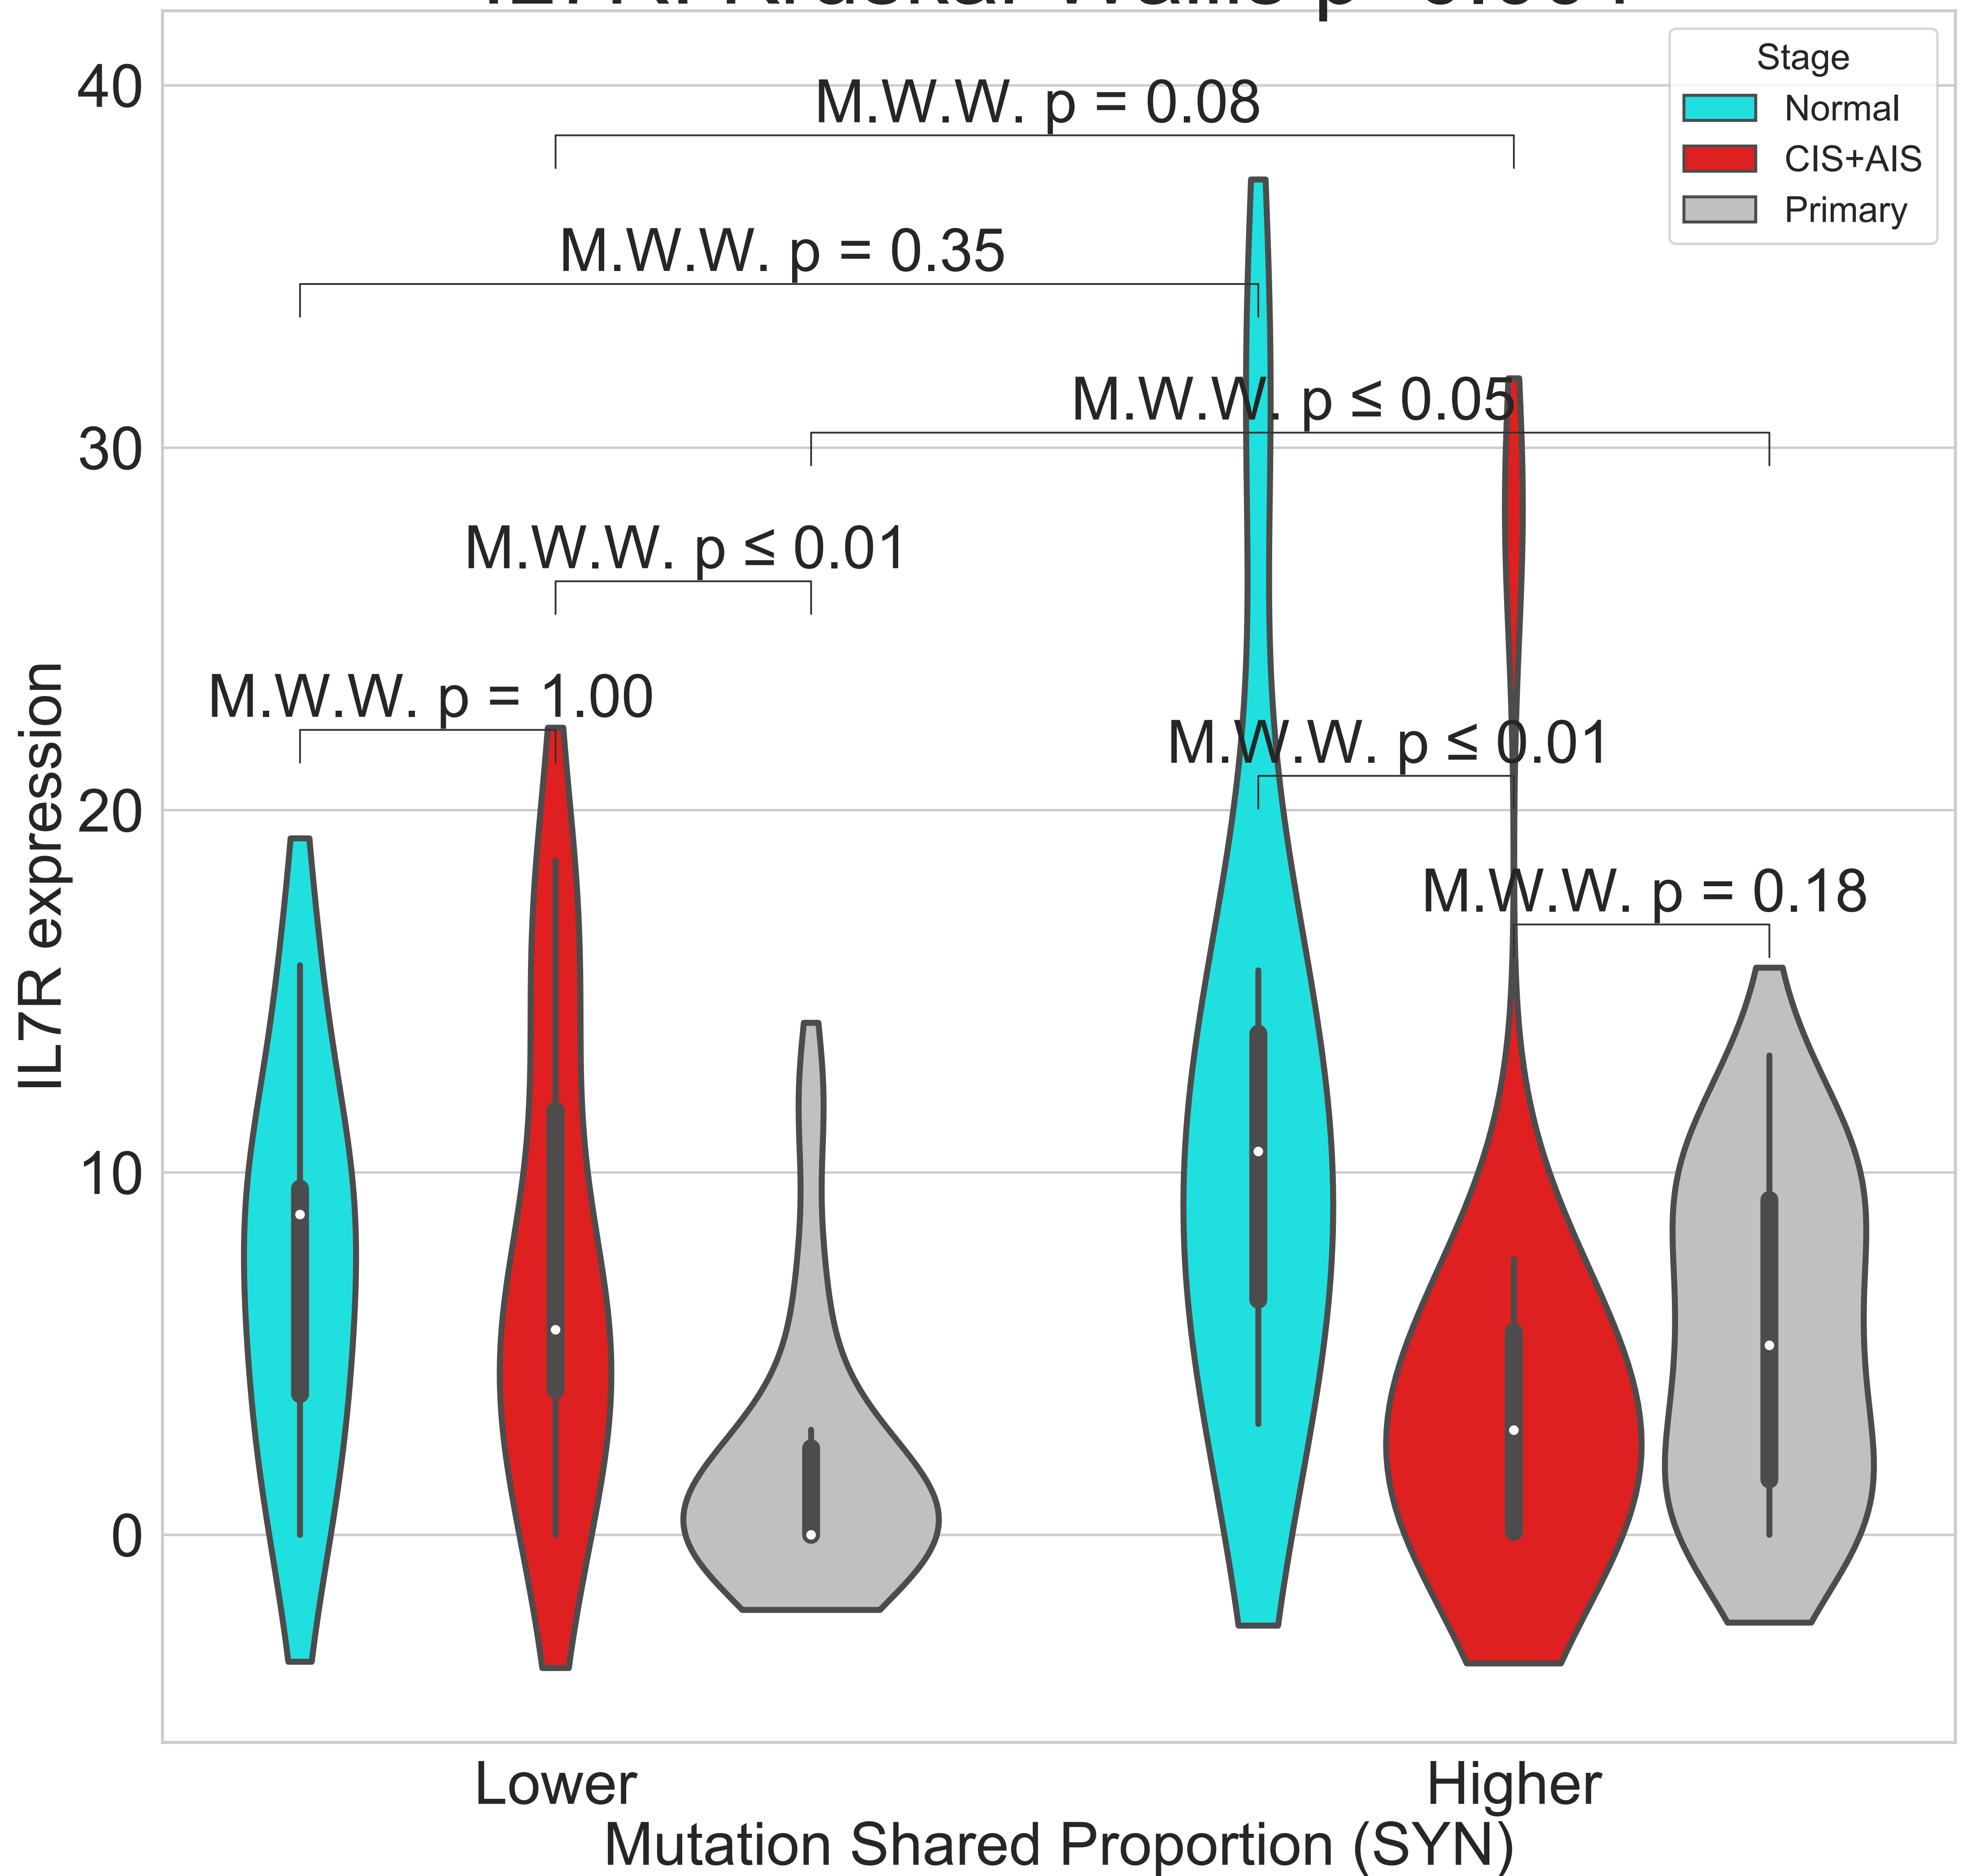 Stage
Normal
CIS+AIS
Primary
40
30
20
10
0
IL7R expression
M.W.W. p = 0.08
M.W.W. p = 0.35
M.W.W. p ≤ 0.05
M.W.W. p ≤ 0.01
M.W.W. p = 1.00
M.W.W. p ≤ 0.01
M.W.W. p = 0.18
Lower
Higher
Mutation Shared Proportion (SYN)